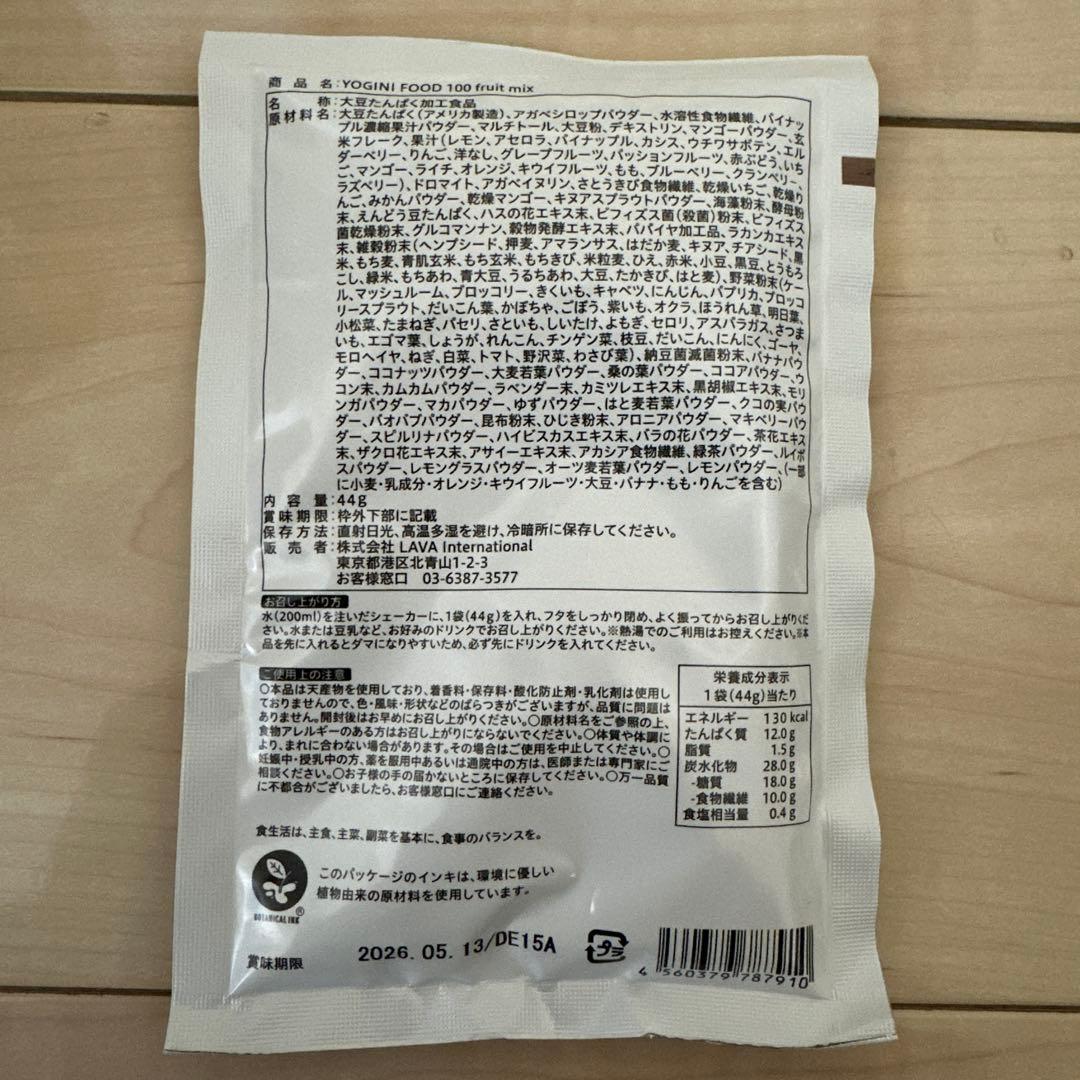 商品名：YOGINI FOOD 100 fruit mix
名称：大豆たんぱく加工食品
原材料名：大豆たんぱく(アメリカ製造)、アガベシロップパウダー、水溶性食物繊維、パイナッ
プル濃縮果汁パウダー、マルチトール、大豆粉、デキストリン、マンゴーパウダー、玄
米フレーク、果汁(レモン、アセロラ、パイナップル、カシス、ウチワサボテン、エル
ダーベリー、りんご、洋なし、グレープフルーツ、パッションフルーツ、赤ぶどう、いち
ご、マンゴー、ライチ、オレンジ、キウイフルーツ、もも、ブルーベリー、クランベリー、
ラズベリー)、ドロマイト、アガベイヌリン、さとうきび食物繊維、乾燥いちご、乾燥り
んご、みかんパウダー、乾燥マンゴー、キヌアスプラウトパウダー、海藻粉末、酵母粉
末、えんどう豆たんぱく、ハスの花エキス末、ビフィズス菌(殺菌)粉末、ビフィズス
菌乾燥粉末、グルコマンナン、穀物発酵エキス末、パパイヤ加工品、ラカンカエキス
末、雑穀粉末(ヘンプシード、押麦、アマランサス、はだか麦、キヌア、チアシード、黒
米、もち麦、青肌玄米、もち玄米、もちきび、米粒麦、ひえ、赤米、小豆、黒豆、とうもろ
こし、緑米、もちあわ、青大豆、うるちあわ、大豆、たかきび、はと麦)、野菜粉末(ケー
ル、マッシュルーム、ブロッコリー、きくいも、キャベツ、にんじん、パプリカ、ブロッコ
リースプラウト、だいこん葉、かぼちゃ、ごぼう、紫いも、オクラ、ほうれん草、明日葉、
小松菜、たまねぎ、パセリ、さといも、しいたけ、よもぎ、セロリ、アスパラガス、さつま
いも、エゴマ葉、しょうが、れんこん、チンゲン菜、枝豆、だいこん、にんにく、ゴーヤ、
モロヘイヤ、ねぎ、白菜、トマト、野沢菜、わさび葉)、納豆菌滅菌粉末、バナナパウ
ダー、ココナッツパウダー、大麦若葉パウダー、桑の葉パウダー、ココアパウダー、ウ
コン末、カムカムパウダー、ラベンダー末、カミツレエキス末、黒胡椒エキス末、モリ
ンガパウダー、マカパウダー、ゆずパウダー、はと麦若葉パウダー、クコの実パウ
ダー、バオバブパウダー、昆布粉末、ひじき粉末、アロニアパウダー、マキベリーパウ
ダー、スピルリナパウダー、ハイビスカスエキス末、バラの花パウダー、茶花エキス
末、ザクロ花エキス末、アサイーエキス末、アカシア食物繊維、緑茶パウダー、ルイボ
スパウダー、レモングラスパウダー、オーツ麦若葉パウダー、レモンパウダー、(一部
に小麦・乳成分・オレンジ・キウイフルーツ・大豆・バナナ・もも・りんごを含む)
内容量：44g
賞味期限：枠外下部に記載
保存方法：直射日光、高温多湿を避け、冷暗所に保存してください。
販売者：株式会社 LAVA International
東京都港区北青山1-2-3
お客様窓口 03-6387-3577
お召し上がり方
水(200ml)を注いだシェーカーに、1袋(44g)を入れ、フタをしっかり閉め、よく振ってからお召し上がりくだ
さい。水または豆乳など、お好みのドリンクでお召し上がりください。※熱湯でのご利用はお控えください。※本
品を先に入れるとダマになりやすいため、必ず先にドリンクを入れてください。
ご使用上の注意
○本品は天産物を使用しており、着香料・保存料・酸化防止剤・乳化剤は使用し
ておりませんので、色・風味・形状などのばらつきがございますが、品質に問題は
ありません。開封後はお早めにお召し上がりください。○原材料名をご参照の上、
食物アレルギーのある方はお召し上がりにならないでください。○体質や体調に
より、まれに合わない場合があります。その場合はご使用を中止してください。○
妊娠中・授乳中の方、薬を服用中あるいは通院中の方は、医師または専門家にご
相談ください。○お子様の手の届かないところに保存してください。○万一品質
に不都合がございましたら、お客様窓口にご連絡ください。
栄養成分表示
1袋(44g)当たり
エネルギー 130 kcal
たんぱく質 12.0g
脂質 1.5g
炭水化物 28.0g
-糖質 18.0g
-食物繊維 10.0g
食塩相当量 0.4g
食生活は、主食、主菜、副菜を基本に、食事のバランスを。
このパッケージのインキは、環境に優しい
植物由来の原材料を使用しています。
BOTANICAL INK ®
賞味期限 2026.05.13/DE15A
プラ
4 560379 787910